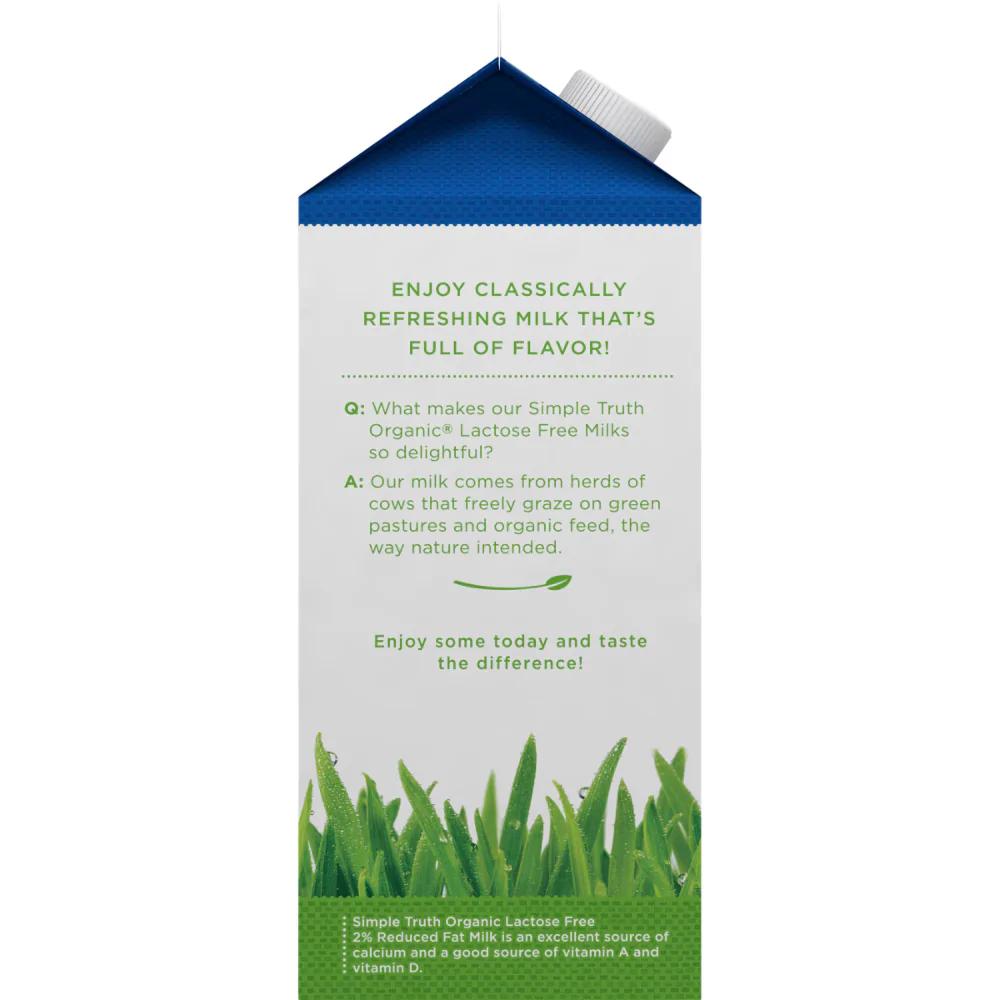 ENJOY CLASSICALLY
REFRESHING MILK THAT'S
FULL OF FLAVOR!
Q: What makes our Simple Truth
Organic® Lactose Free Milks
so delightful?
A: Our milk comes from herds of
cows that freely graze on green
pastures and organic feed, the
way nature intended.
Enjoy some today and taste
the difference!
Simple Truth Organic Lactose Free
2% Reduced Fat Milk is an excellent source of
calcium and a good source of vitamin A and
vitamin D.